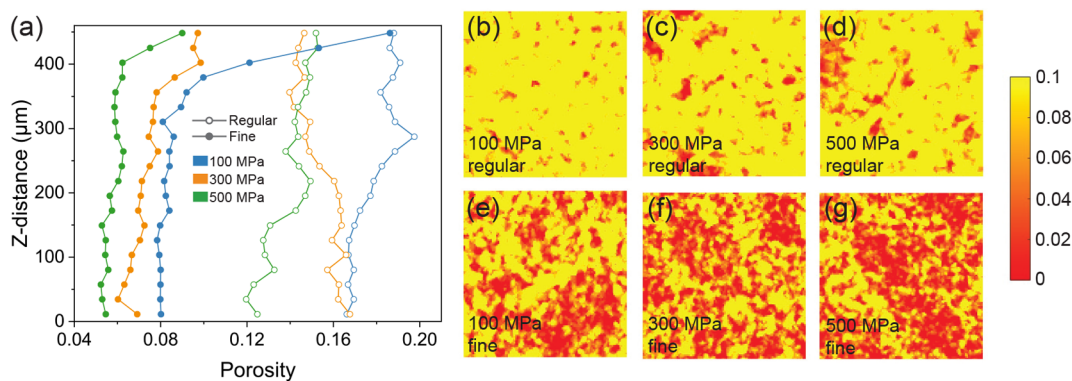 (a)
400
300
200
100
0
Z-distance (μm)
0.04
0.08
0.12
0.16
0.20
Porosity
Regular
Fine
100 MPa
300 MPa
500 MPa
(b)
100 MPa
regular
(c)
300 MPa
regular
(d)
500 MPa
regular
(e)
100 MPa
fine
(f)
300 MPa
fine
(g)
500 MPa
fine
0.1
0.08
0.06
0.04
0.02
0